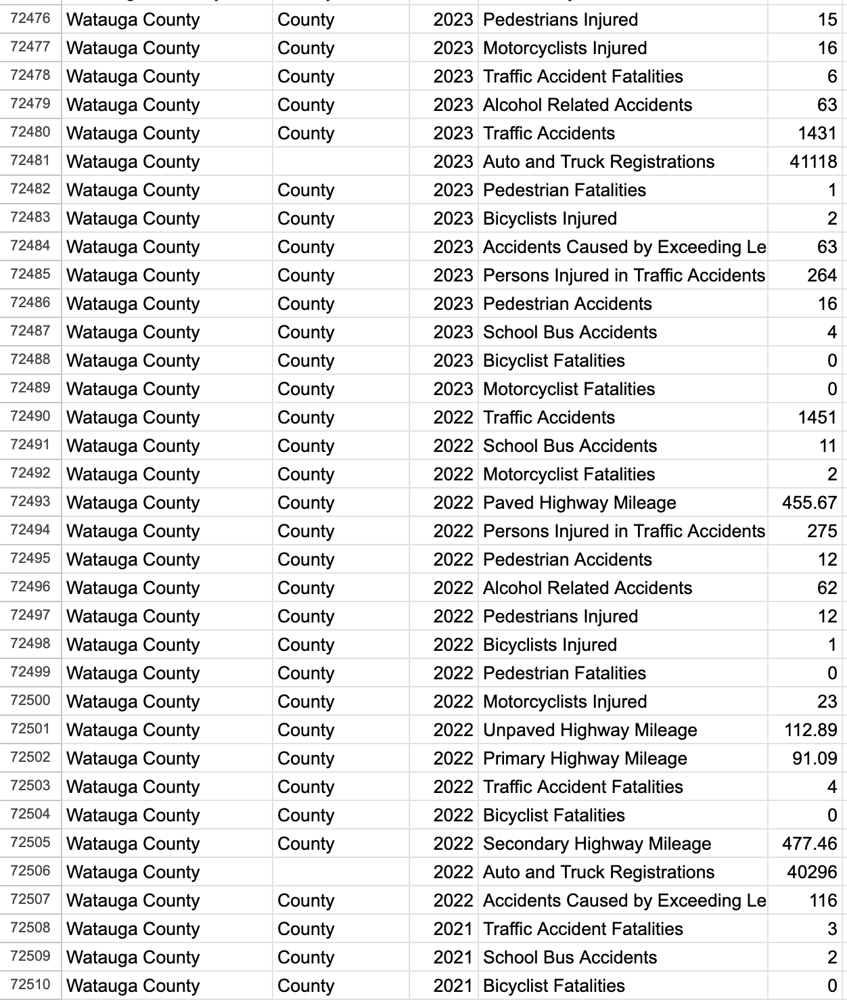 72476 Watauga County County 2023 Pedestrians Injured 15
72477 Watauga County County 2023 Motorcyclists Injured 16
72478 Watauga County County 2023 Traffic Accident Fatalities 6
72479 Watauga County County 2023 Alcohol Related Accidents 63
72480 Watauga County County 2023 Traffic Accidents 1431
72481 Watauga County 2023 Auto and Truck Registrations 41118
72482 Watauga County County 2023 Pedestrian Fatalities 1
72483 Watauga County County 2023 Bicyclists Injured 2
72484 Watauga County County 2023 Accidents Caused by Exceeding Le 63
72485 Watauga County County 2023 Persons Injured in Traffic Accidents 264
72486 Watauga County County 2023 Pedestrian Accidents 16
72487 Watauga County County 2023 School Bus Accidents 4
72488 Watauga County County 2023 Bicyclist Fatalities 0
72489 Watauga County County 2023 Motorcyclist Fatalities 0
72490 Watauga County County 2022 Traffic Accidents 1451
72491 Watauga County County 2022 School Bus Accidents 11
72492 Watauga County County 2022 Motorcyclist Fatalities 2
72493 Watauga County County 2022 Paved Highway Mileage 455.67
72494 Watauga County County 2022 Persons Injured in Traffic Accidents 275
72495 Watauga County County 2022 Pedestrian Accidents 12
72496 Watauga County County 2022 Alcohol Related Accidents 62
72497 Watauga County County 2022 Pedestrians Injured 12
72498 Watauga County County 2022 Bicyclists Injured 1
72499 Watauga County County 2022 Pedestrian Fatalities 0
72500 Watauga County County 2022 Motorcyclists Injured 23
72501 Watauga County County 2022 Unpaved Highway Mileage 112.89
72502 Watauga County County 2022 Primary Highway Mileage 91.09
72503 Watauga County County 2022 Traffic Accident Fatalities 4
72504 Watauga County County 2022 Bicyclist Fatalities 0
72505 Watauga County County 2022 Secondary Highway Mileage 477.46
72506 Watauga County 2022 Auto and Truck Registrations 40296
72507 Watauga County County 2022 Accidents Caused by Exceeding Le 116
72508 Watauga County County 2021 Traffic Accident Fatalities 3
72509 Watauga County County 2021 School Bus Accidents 2
72510 Watauga County County 2021 Bicyclist Fatalities 0